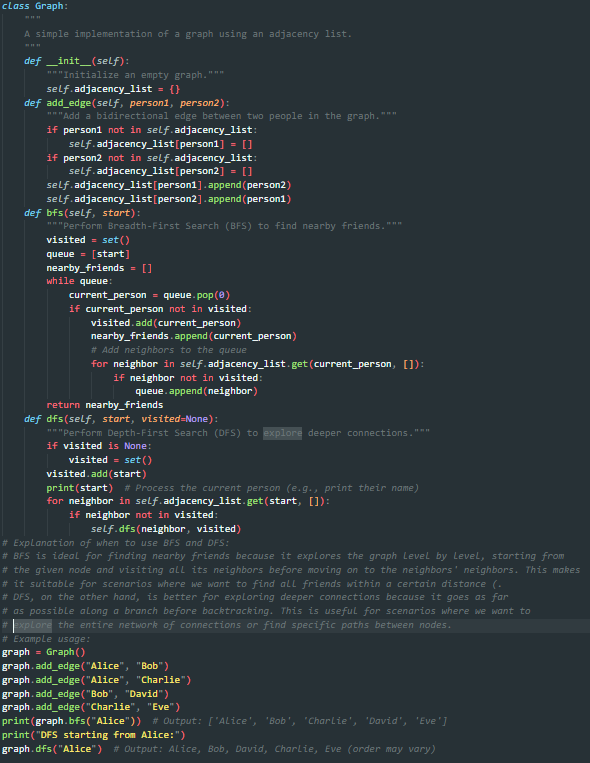 class Graph:
    """
    A simple implementation of a graph using an adjacency list.
    """
    def __init__(self):
        """Initialize an empty graph."""
        self.adjacency_list = {}
    def add_edge(self, person1, person2):
        """Add a bidirectional edge between two people in the graph."""
        if person1 not in self.adjacency_list:
            self.adjacency_list[person1] = []
        if person2 not in self.adjacency_list:
            self.adjacency_list[person2] = []
        self.adjacency_list[person1].append(person2)
        self.adjacency_list[person2].append(person1)
    def bfs(self, start):
        """Perform Breadth-First Search (BFS) to find nearby friends."""
        visited = set()
        queue = [start]
        nearby_friends = []
        while queue:
            current_person = queue.pop(0)
            if current_person not in visited:
                visited.add(current_person)
                nearby_friends.append(current_person)
                # Add neighbors to the queue
                for neighbor in self.adjacency_list.get(current_person, []):
                    if neighbor not in visited:
                        queue.append(neighbor)
        return nearby_friends
    def dfs(self, start, visited=None):
        """Perform Depth-First Search (DFS) to explore deeper connections."""
        if visited is None:
            visited = set()
        visited.add(start)
        print(start)  # Process the current person (e.g., print their name)
        for neighbor in self.adjacency_list.get(start, []):
            if neighbor not in visited:
                self.dfs(neighbor, visited)
# Explanation of when to use BFS and DFS:
# BFS is ideal for finding nearby friends because it explores the graph level by level, starting from
# the given node and visiting all its neighbors before moving on to the neighbors' neighbors. This makes
# it suitable for scenarios where we want to find all friends within a certain distance (.
# DFS, on the other hand, is better for exploring deeper connections because it goes as far
# as possible along a branch before backtracking. This is useful for scenarios where we want to
# explore the entire network of connections or find specific paths between nodes.
# Example usage:
graph = Graph()
graph.add_edge("Alice", "Bob")
graph.add_edge("Alice", "Charlie")
graph.add_edge("Bob", "David")
graph.add_edge("Charlie", "Eve")
print(graph.bfs("Alice"))  # Output: ['Alice', 'Bob', 'Charlie', 'David', 'Eve']
print("DFS starting from Alice:")
graph.dfs("Alice")  # Output: Alice, Bob, David, Charlie, Eve (order may vary)